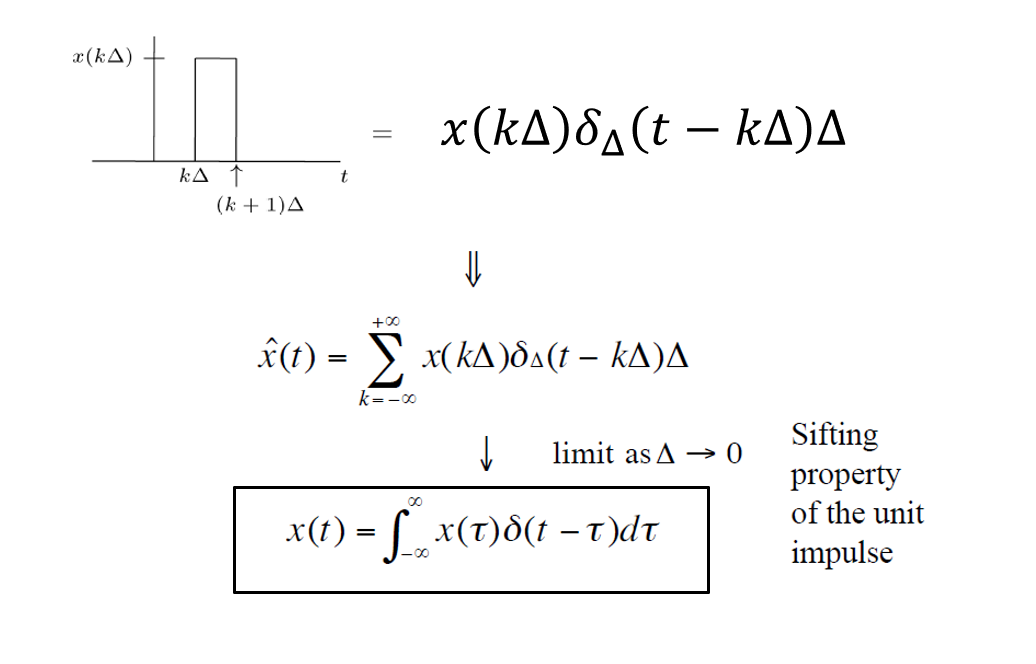 x(kΔ)
kΔ ↑ t
(k + 1)Δ
= x(kΔ)δ_Δ(t − kΔ)Δ
⇓
x̂(t) = ∑_{k=−∞}^{+∞} x(kΔ)δ_Δ(t − kΔ)Δ
↓ limit as Δ → 0
x(t) = ∫_{−∞}^{∞} x(τ)δ(t − τ)dτ
Sifting
property
of the unit
impulse